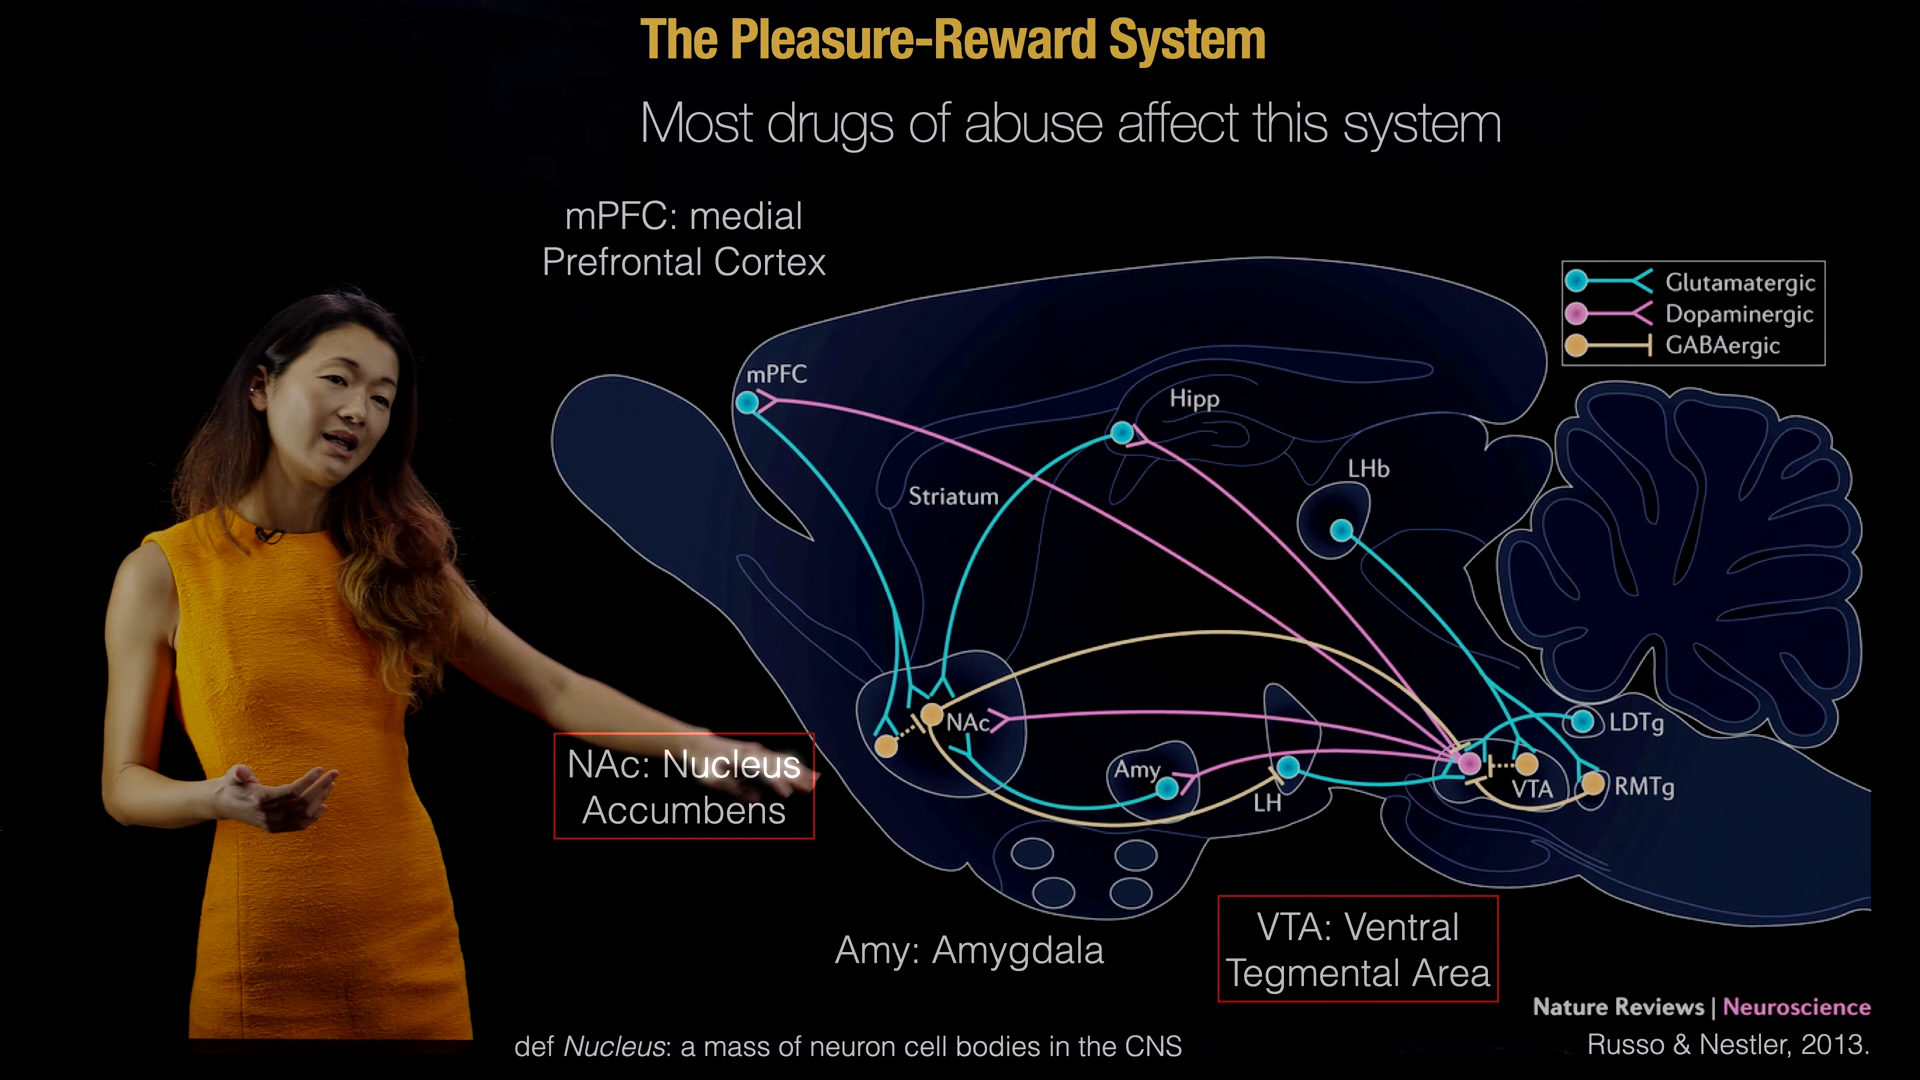 The Pleasure-Reward System
Most drugs of abuse affect this system
mPFC: medial
Prefrontal Cortex
Glutamatergic
Dopaminergic
GABAergic
mPFC
Hipp
LHb
Striatum
NAc
LDTg
Amy
LH
VTA
RMTg
NAc: Nucleus
Accumbens
Amy: Amygdala
VTA: Ventral
Tegmental Area
Nature Reviews | Neuroscience
Russo & Nestler, 2013.
def Nucleus: a mass of neuron cell bodies in the CNS